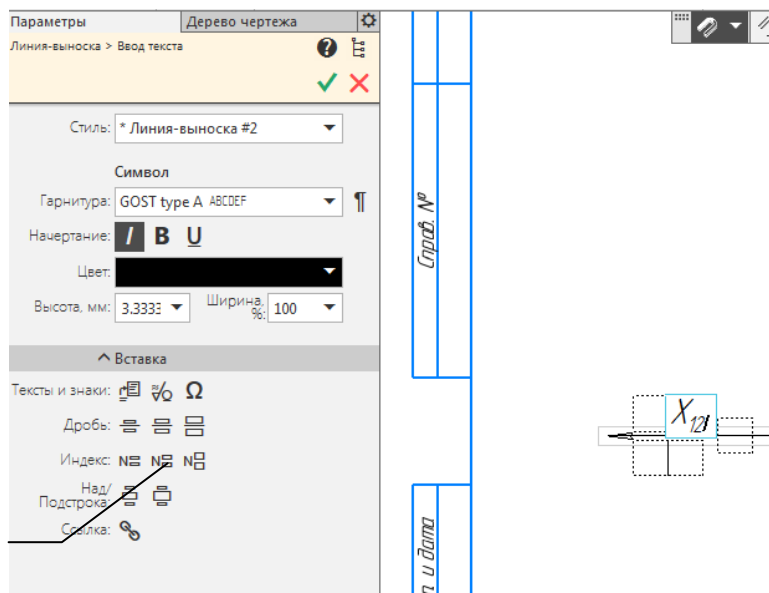 Параметры
Дерево чертежа
Линия-выноска > Ввод текста
?
Стиль: * Линия-выноска #2
Символ
Гарнитура: GOST type A ABCDEF ¶
Начертание: I B U
Цвет:
Высота, мм: 3.3333 Ширина, %: 100
Вставка
Тексты и знаки: Ω
Дробь:
Индекс: N N N
Над/
Подстрока:
Ссылка:
Справ. №
X12
и дата